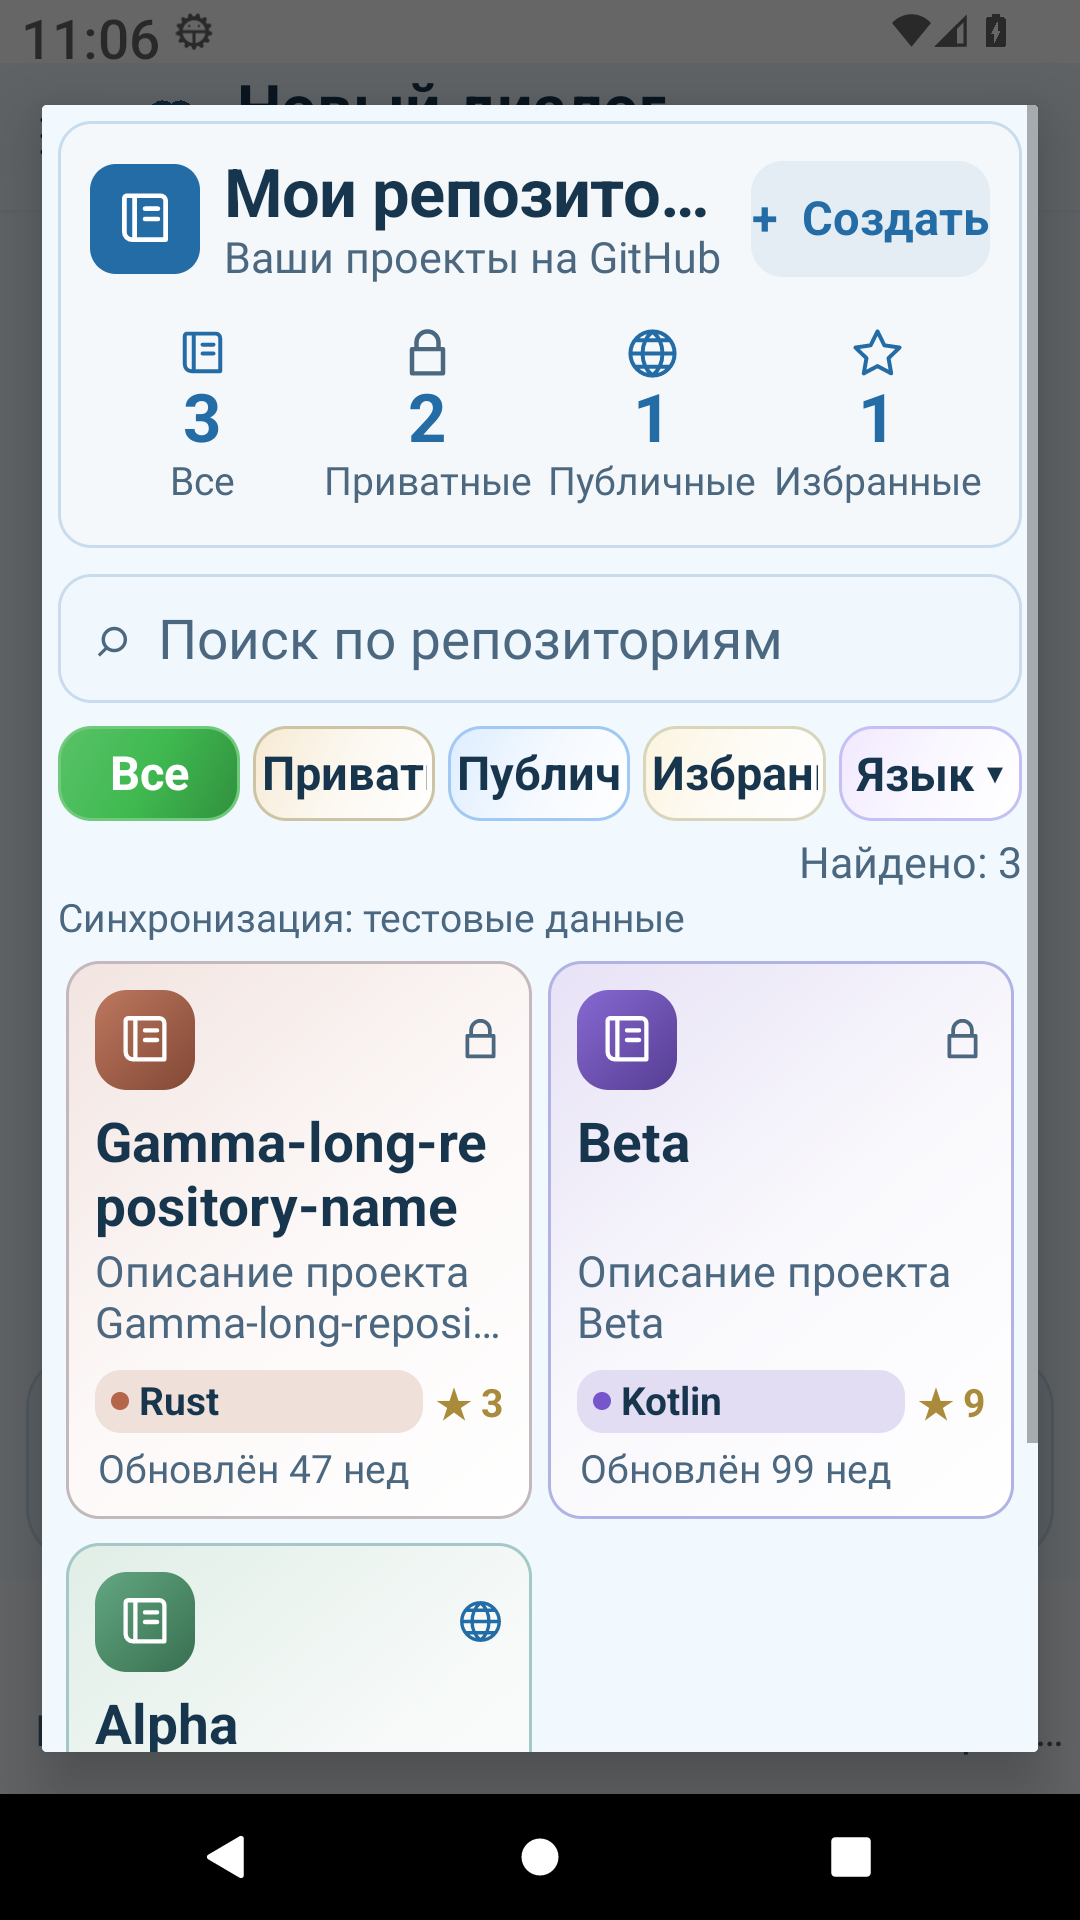 11:06
Новый диалог
Мои репозито...
Ваши проекты на GitHub
+ Создать
3
2
1
1
Все
Приватные
Публичные
Избранные
Поиск по репозиториям
Все
Приват
Публич
Избран
Язык ▼
Найдено: 3
Синхронизация: тестовые данные
Gamma-long-re
pository-name
Описание проекта
Gamma-long-reposi...
Rust
★ 3
Обновлён 47 нед
Beta
Описание проекта
Beta
Kotlin
★ 9
Обновлён 99 нед
Alpha